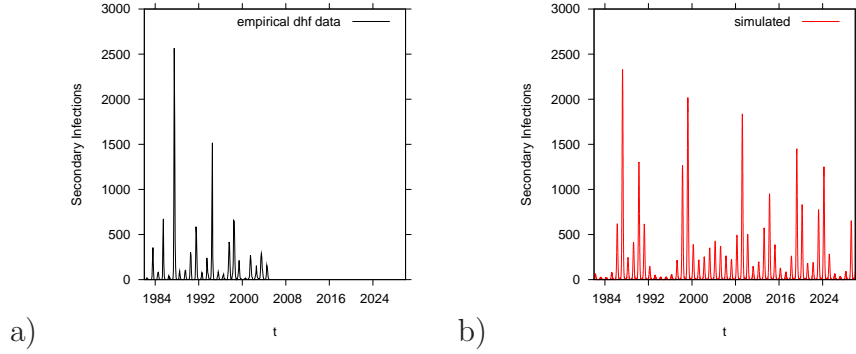 empirical dhf data
3000
2500
2000
1500
1000
500
0
Secondary Infections
1984 1992 2000 2008 2016 2024
t
a)
simulated
3000
2500
2000
1500
1000
500
0
Secondary Infections
1984 1992 2000 2008 2016 2024
t
b)